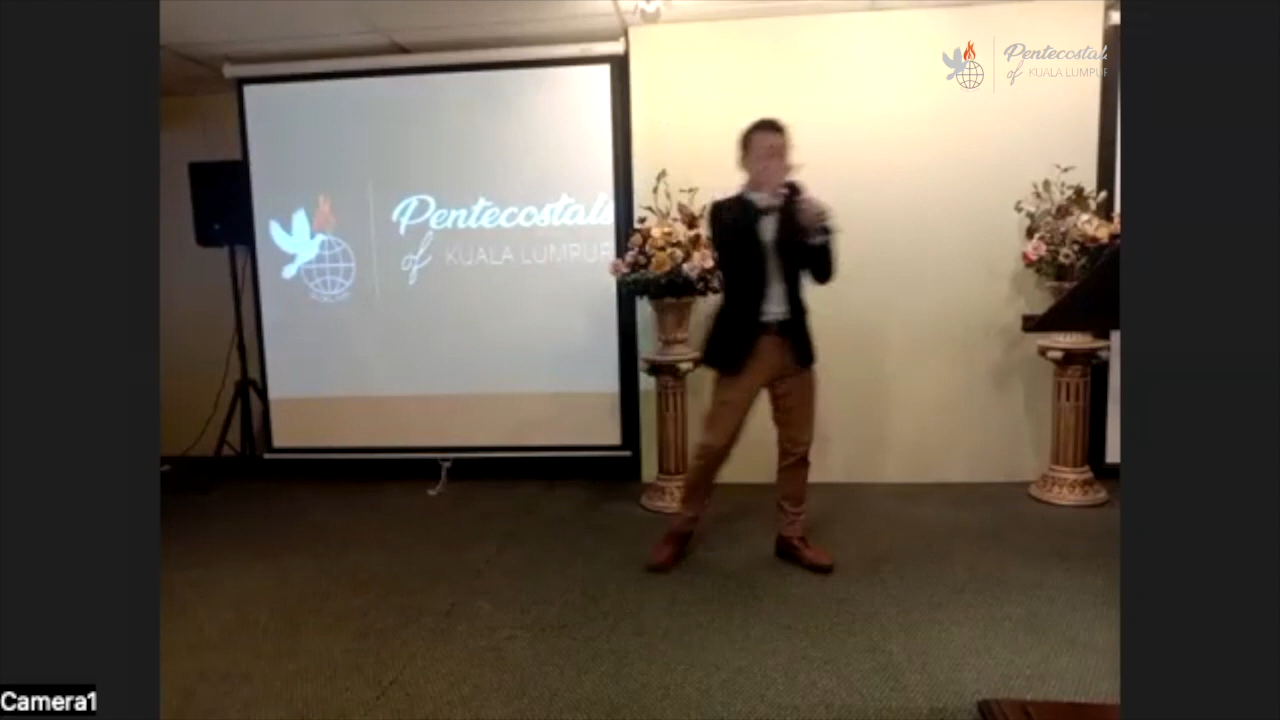 Pentecostals
of KUALA LUMPUR
Pentecostals
of KUALA LUMPUR
Camera1